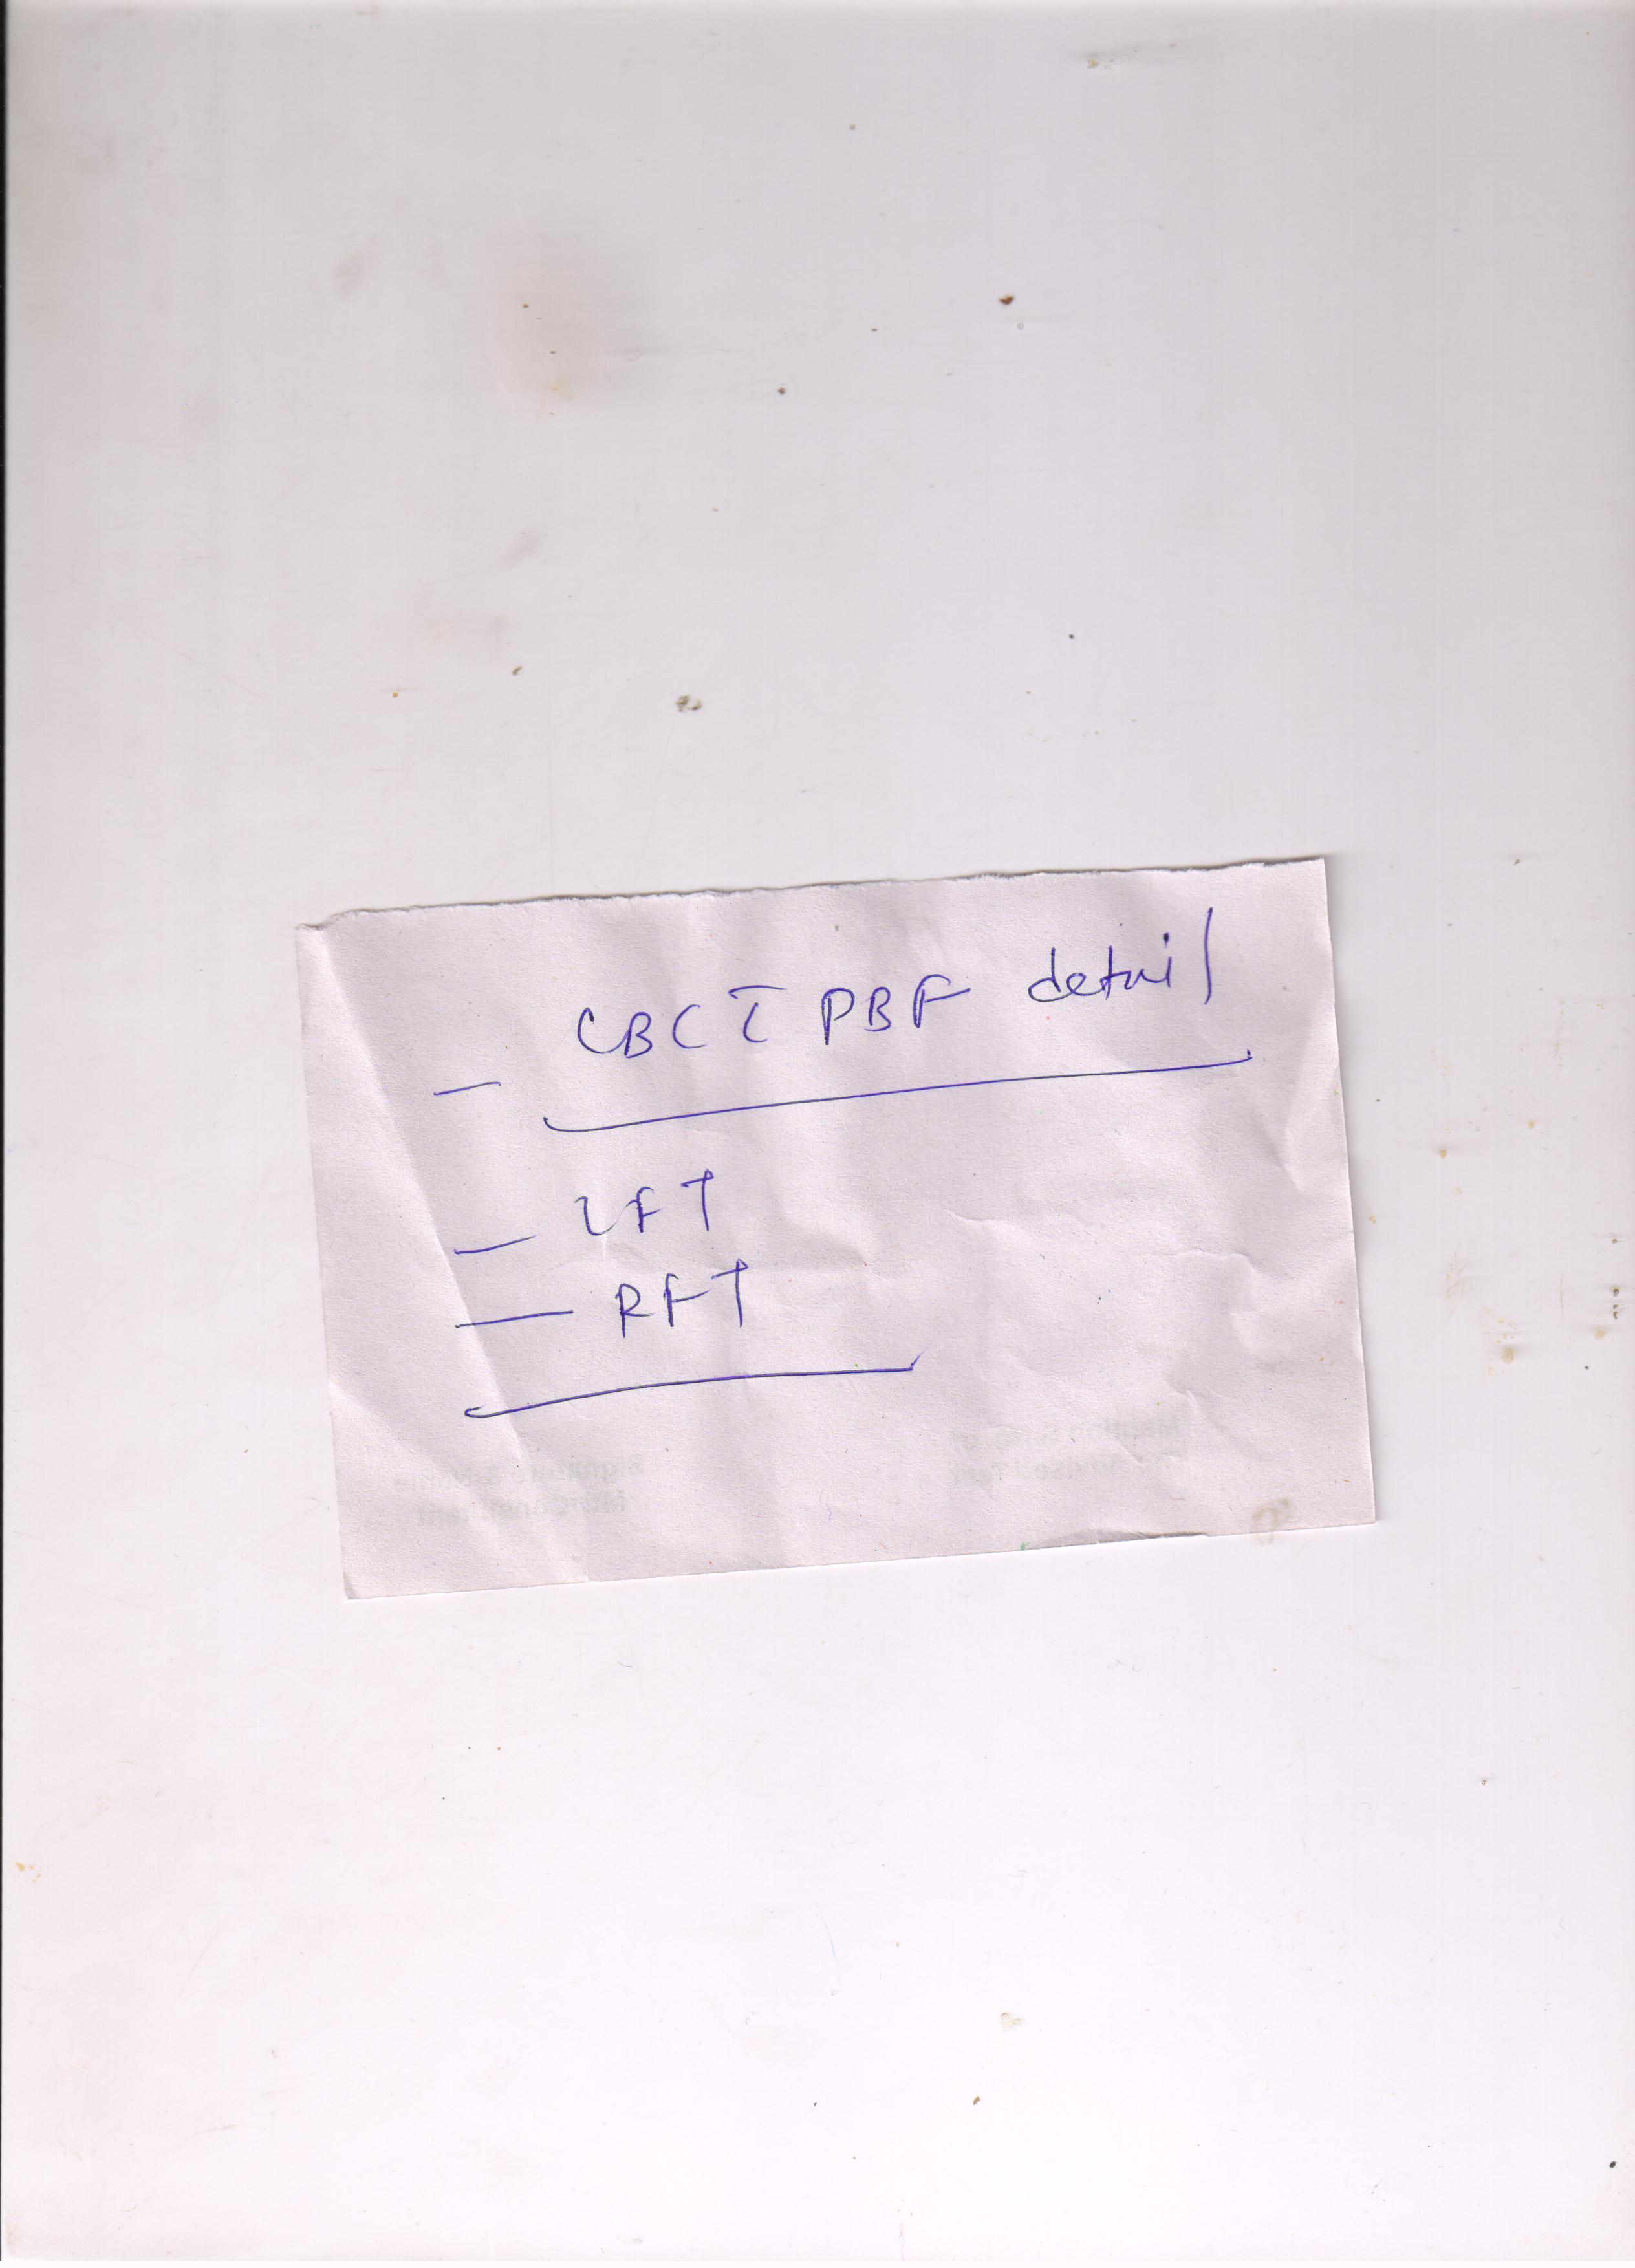 - CBC c̄ PBF detail
- LFT
- RFT